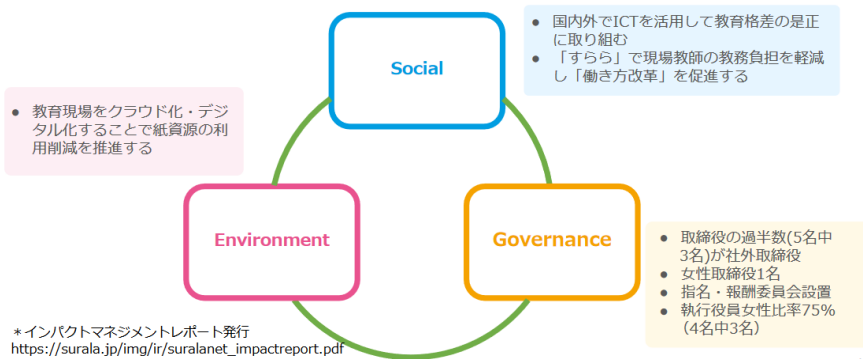 Social
● 国内外でICTを活用して教育格差の是正
に取り組む
● 「すらら」で現場教師の教務負担を軽減
し「働き方改革」を促進する
● 教育現場をクラウド化・デジ
タル化することで紙資源の利
用削減を推進する
Environment
Governance
● 取締役の過半数(5名中
3名)が社外取締役
● 女性取締役1名
● 指名・報酬委員会設置
● 執行役員女性比率75%
（4名中3名）
＊インパクトマネジメントレポート発行
https://surala.jp/img/ir/suralanet_impactreport.pdf